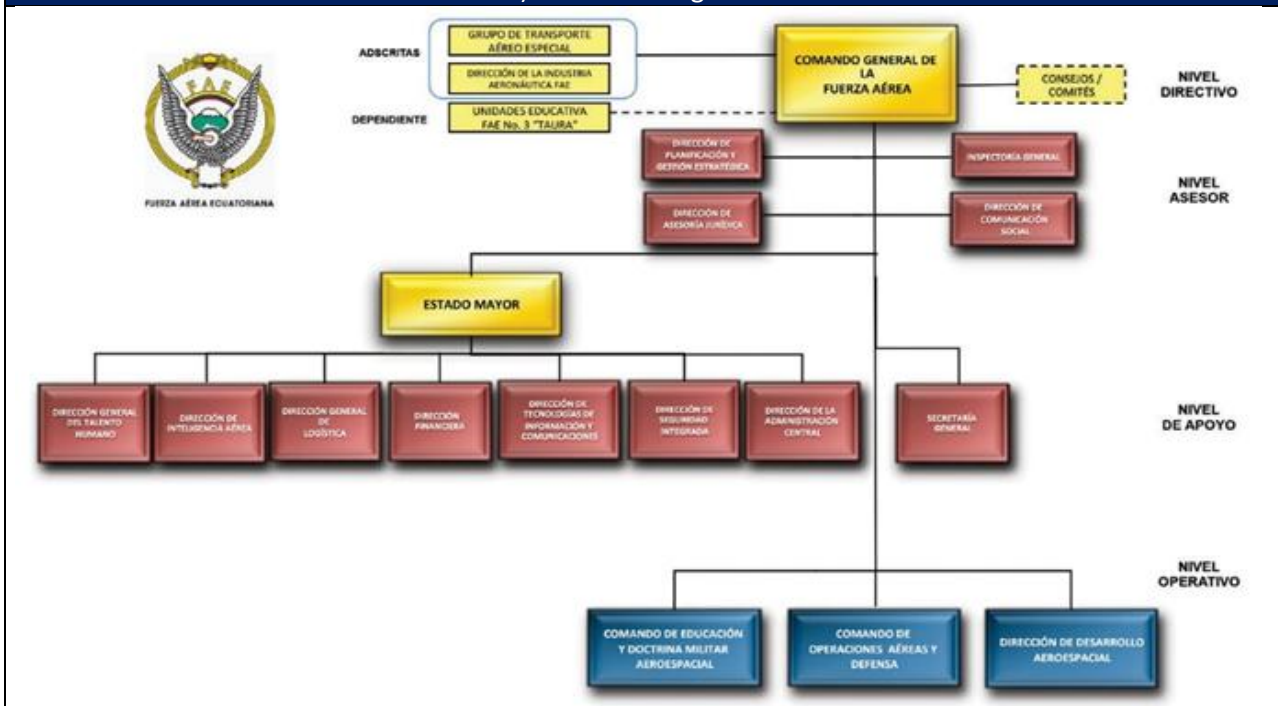 ADSCRITAS
GRUPO DE TRANSPORTE
AÉREO ESPECIAL
DIRECCIÓN DE LA INDUSTRIA
AERONÁUTICA FAE
DEPENDIENTE
UNIDADES EDUCATIVA
FAE No. 3 "TAURA"
COMANDO GENERAL DE
LA
FUERZA AÉREA
CONSEJOS /
COMITÉS
NIVEL
DIRECTIVO
FAE
FUERZA AÉREA ECUATORIANA
DIRECCIÓN DE
PLANIFICACIÓN Y
GESTIÓN ESTRATÉGICA
INSPECTORÍA GENERAL
NIVEL
ASESOR
DIRECCIÓN DE
ASESORÍA JURÍDICA
DIRECCIÓN DE
COMUNICACIÓN
SOCIAL
ESTADO MAYOR
DIRECCIÓN GENERAL
DEL TALENTO
HUMANO
DIRECCIÓN DE
INTELIGENCIA AÉREA
DIRECCIÓN GENERAL
DE
LOGÍSTICA
DIRECCIÓN
FINANCIERA
DIRECCIÓN DE
TECNOLOGÍAS DE
INFORMACIÓN Y
COMUNICACIONES
DIRECCIÓN DE
SEGURIDAD
INTEGRADA
DIRECCIÓN DE LA
ADMINISTRACIÓN
CENTRAL
SECRETARÍA
GENERAL
NIVEL
DE APOYO
NIVEL
OPERATIVO
COMANDO DE EDUCACIÓN
Y DOCTRINA MILITAR
AEROESPACIAL
COMANDO DE
OPERACIONES AÉREAS Y
DEFENSA
DIRECCIÓN DE DESARROLLO
AEROESPACIAL